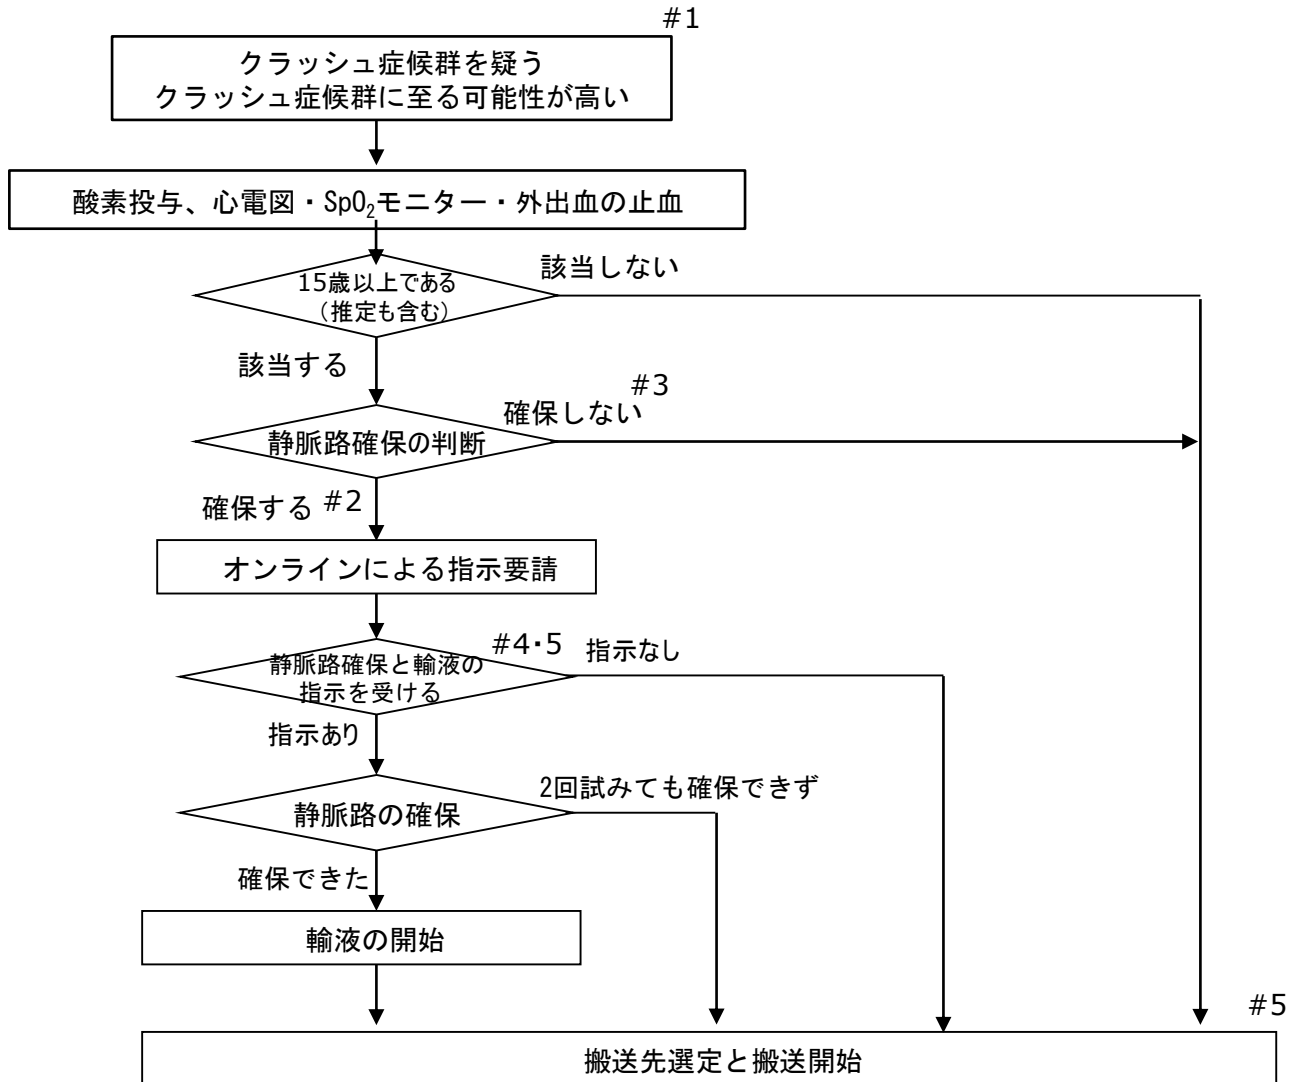 #1
クラッシュ症候群を疑う
クラッシュ症候群に至る可能性が高い
酸素投与、心電図・SpO₂モニター・外出血の止血
15歳以上である
（推定も含む）
該当しない
該当する
#3
確保しない
静脈路確保の判断
確保する #2
オンラインによる指示要請
#4・5
指示なし
静脈路確保と輸液の
指示を受ける
指示あり
2回試みても確保できず
静脈路の確保
確保できた
輸液の開始
#5
搬送先選定と搬送開始